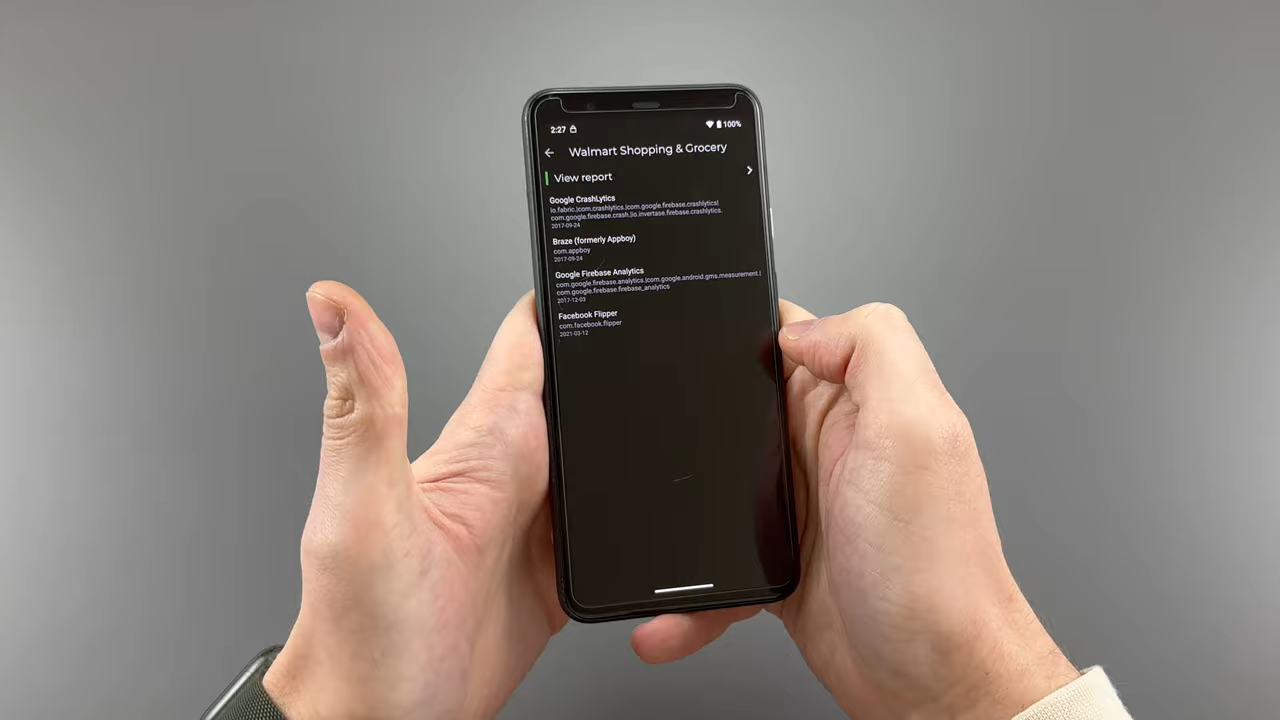 2:27 100%
Walmart Shopping & Grocery
View report
Google CrashLytics
io.fabric.|com.crashlytics.|com.google.firebase.crashlytics|
com.google.firebase.crash.|io.invertase.firebase.crashlytics.
2017-09-24
Braze (formerly Appboy)
com.appboy
2017-09-24
Google Firebase Analytics
com.google.firebase.analytics.|com.google.android.gms.measurement.|
com.google.firebase.firebase_analytics
2017-12-03
Facebook Flipper
com.facebook.flipper
2021-03-12